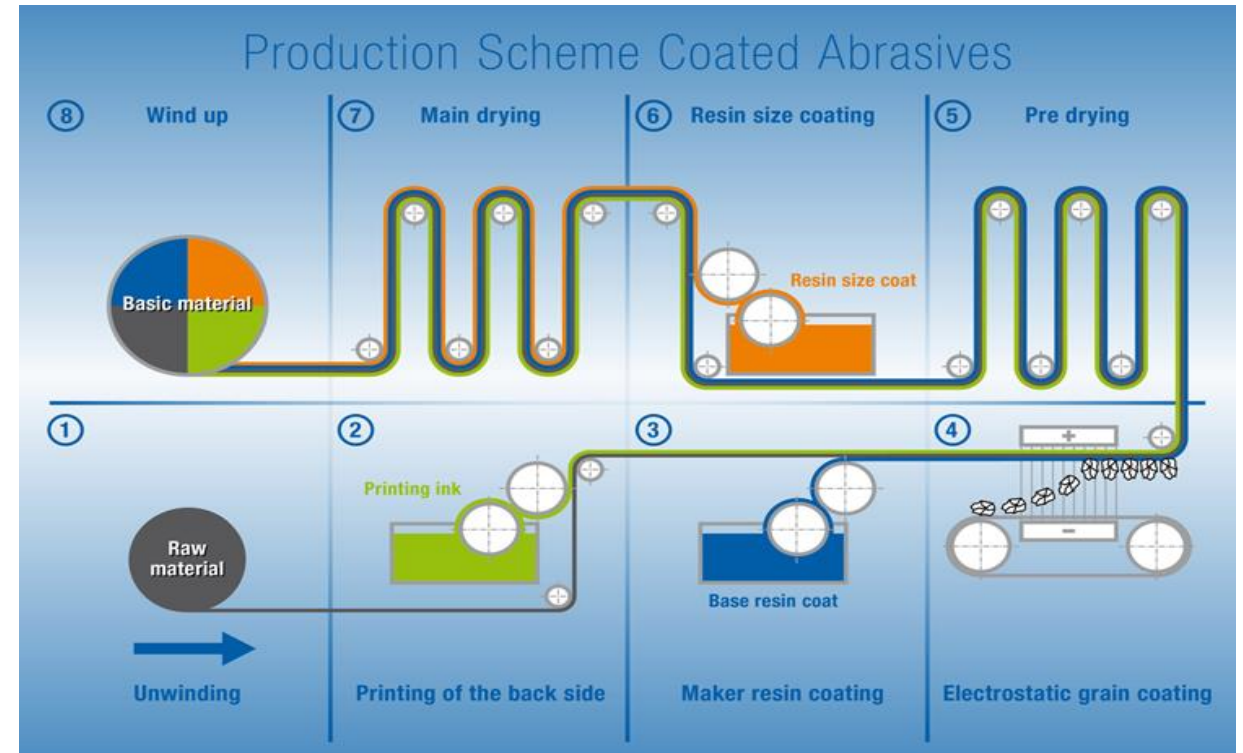 Production Scheme Coated Abrasives
8 Wind up
7 Main drying
6 Resin size coating
5 Pre drying
Basic material
Resin size coat
1
2
3
4
+
Printing ink
−
Raw
material
Base resin coat
Unwinding
Printing of the back side
Maker resin coating
Electrostatic grain coating